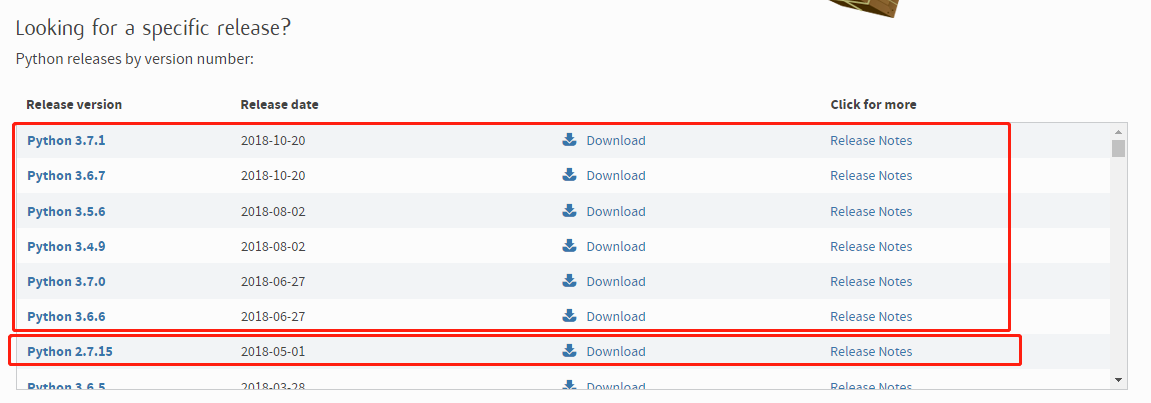 Looking for a specific release?
Python releases by version number:
Release version Release date Click for more
Python 3.7.1 2018-10-20 Download Release Notes
Python 3.6.7 2018-10-20 Download Release Notes
Python 3.5.6 2018-08-02 Download Release Notes
Python 3.4.9 2018-08-02 Download Release Notes
Python 3.7.0 2018-06-27 Download Release Notes
Python 3.6.6 2018-06-27 Download Release Notes
Python 2.7.15 2018-05-01 Download Release Notes
Python 3.6.5 2018-03-28 Download Release Notes